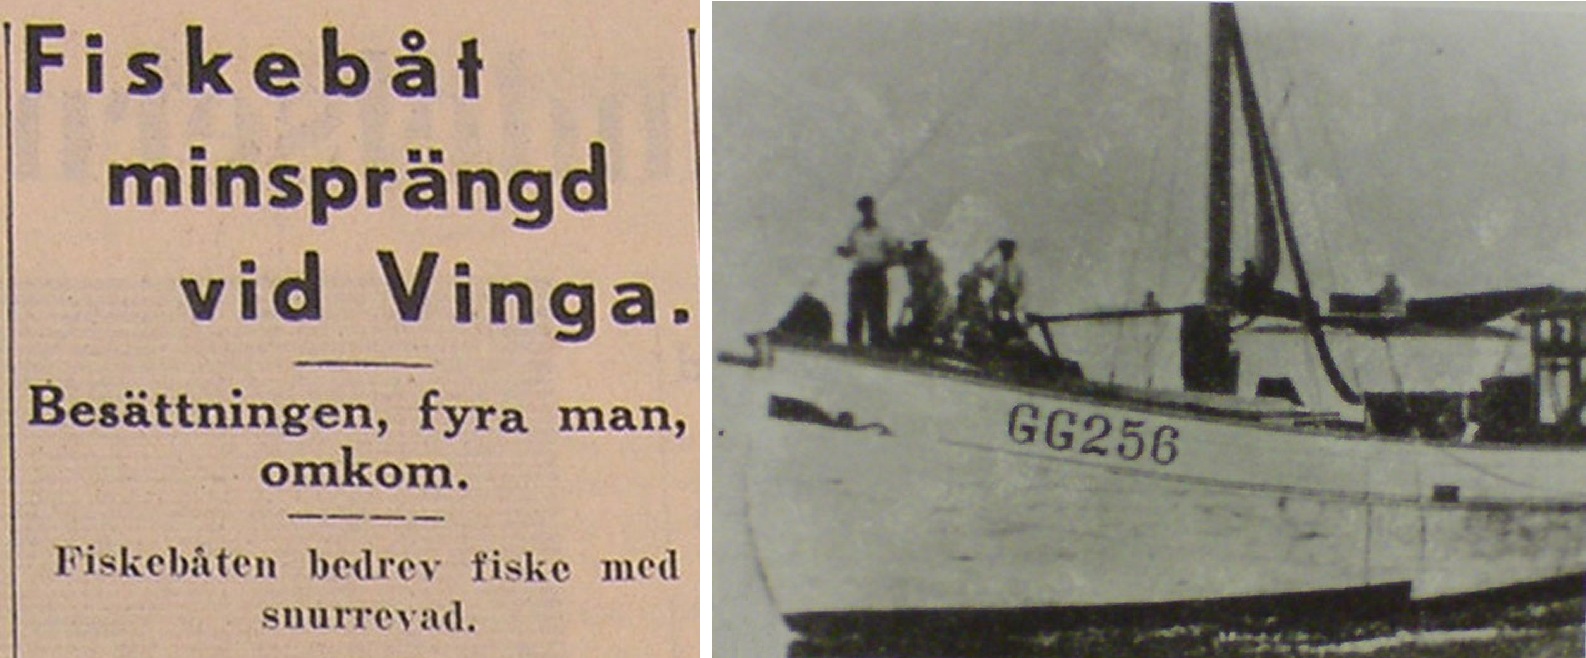 Fiskebåt
minsprängd
vid Vinga.
Besättningen, fyra man,
omkom.
Fiskebåten bedrev fiske med
snurrevad.
GG256